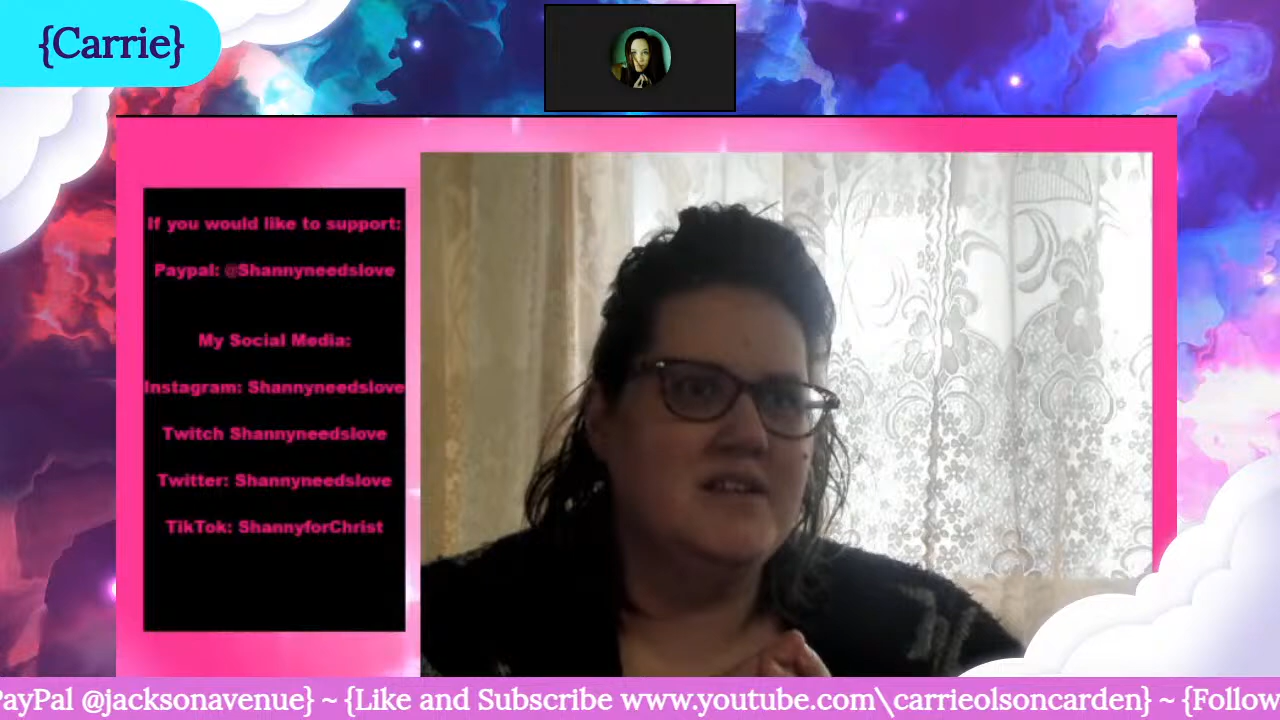 {Carrie}
If you would like to support:
Paypal: @Shannyneedslove
My Social Media:
Instagram: Shannyneedslove
Twitch Shannyneedslove
Twitter: Shannyneedslove
TikTok: ShannyforChrist
PayPal @jacksonavenue} ~ {Like and Subscribe www.youtube.com\carrieolsoncarden} ~ {Follow